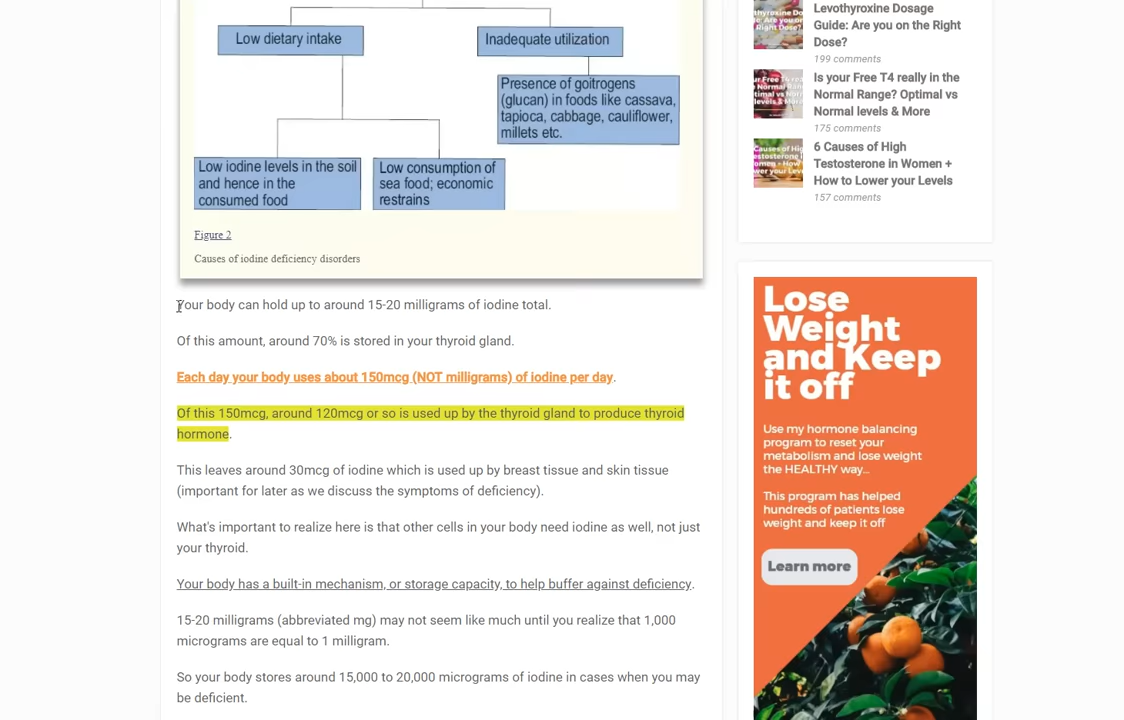 Low dietary intake
Inadequate utilization
Presence of goitrogens
(glucan) in foods like cassava,
tapioca, cabbage, cauliflower,
millets etc.
Low iodine levels in the soil
and hence in the
consumed food
Low consumption of
sea food; economic
restrains
Figure 2
Causes of iodine deficiency disorders
Your body can hold up to around 15-20 milligrams of iodine total.
Of this amount, around 70% is stored in your thyroid gland.
Each day your body uses about 150mcg (NOT milligrams) of iodine per day.
Of this 150mcg, around 120mcg or so is used up by the thyroid gland to produce thyroid
hormone.
This leaves around 30mcg of iodine which is used up by breast tissue and skin tissue
(important for later as we discuss the symptoms of deficiency).
What's important to realize here is that other cells in your body need iodine as well, not just
your thyroid.
Your body has a built-in mechanism, or storage capacity, to help buffer against deficiency.
15-20 milligrams (abbreviated mg) may not seem like much until you realize that 1,000
micrograms are equal to 1 milligram.
So your body stores around 15,000 to 20,000 micrograms of iodine in cases when you may
be deficient.
Levothyroxine Dosage
Guide: Are you on the Right
Dose?
199 comments
Is your Free T4 really in the
Normal Range? Optimal vs
Normal levels & More
175 comments
6 Causes of High
Testosterone in Women +
How to Lower your Levels
157 comments
Lose
Weight
and Keep
it off
Use my hormone balancing
program to reset your
metabolism and lose weight
the HEALTHY way...
This program has helped
hundreds of patients lose
weight and keep it off
Learn more